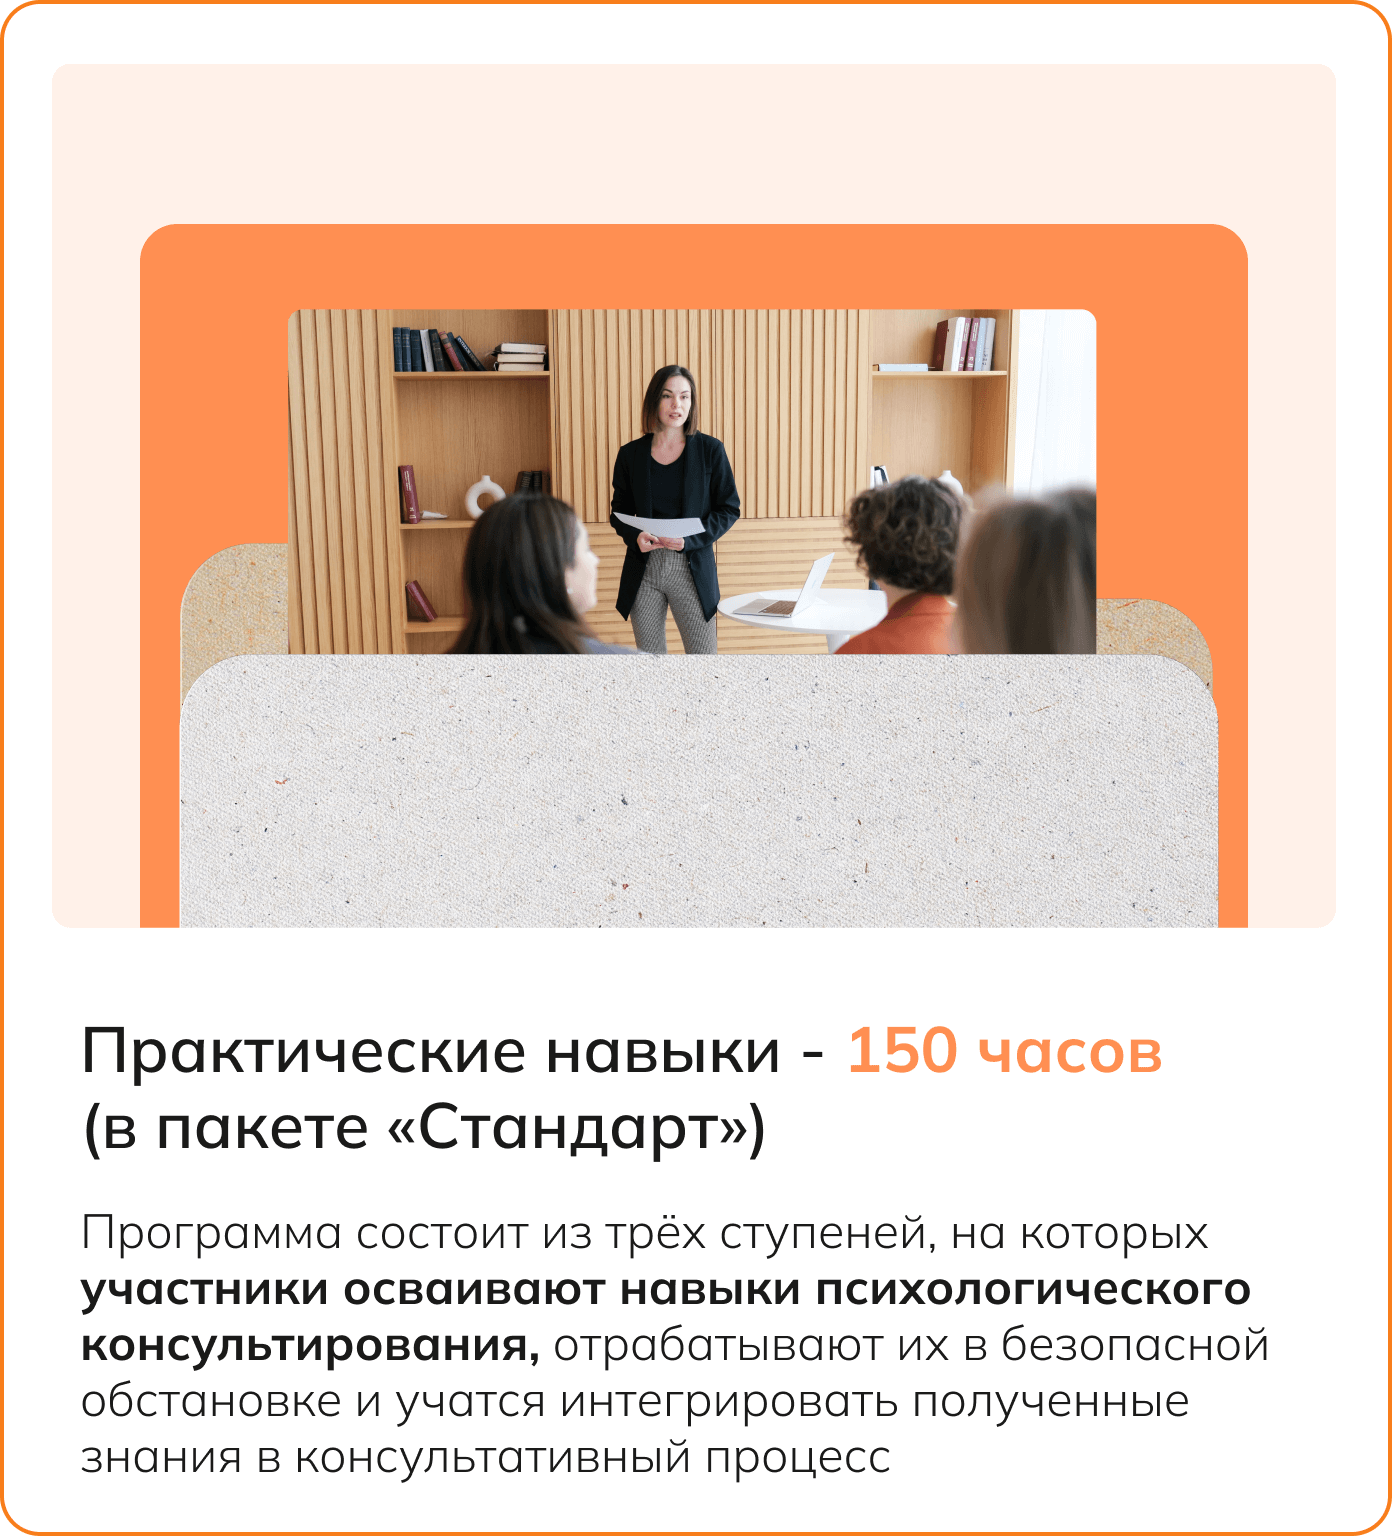 Практические навыки - 150 часов
(в пакете «Стандарт»)
Программа состоит из трёх ступеней, на которых
участники осваивают навыки психологического
консультирования, отрабатывают их в безопасной
обстановке и учатся интегрировать полученные
знания в консультативный процесс